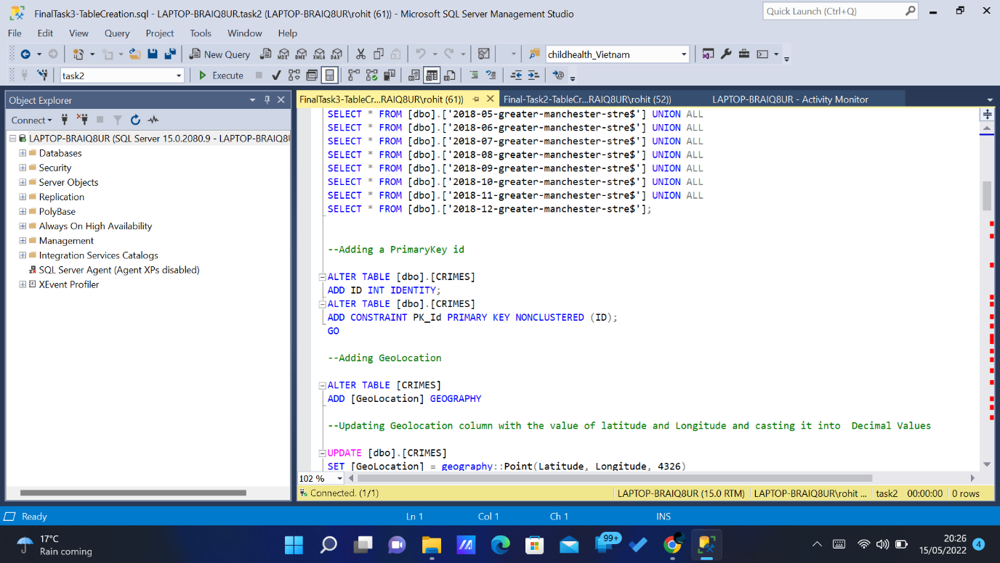 FinalTask3-TableCreation.sql - LAPTOP-BRAIQ8UR.task2 (LAPTOP-BRAIQ8UR\rohit (61)) - Microsoft SQL Server Management Studio
Quick Launch (Ctrl+Q)
File Edit View Query Project Tools Window Help
New Query
MDX DMX XMLA DAX
childhealth_Vietnam
task2
Execute
Object Explorer
Connect
LAPTOP-BRAIQ8UR (SQL Server 15.0.2080.9 - LAPTOP-BRAIQ8U
Databases
Security
Server Objects
Replication
PolyBase
Always On High Availability
Management
Integration Services Catalogs
SQL Server Agent (Agent XPs disabled)
XEvent Profiler
FinalTask3-TableCr...RAIQ8UR\rohit (61)) Final-Task2-TableCr...RAIQ8UR\rohit (52)) LAPTOP-BRAIQ8UR - Activity Monitor
SELECT * FROM [dbo].['2018-05-greater-manchester-stre$'] UNION ALL
SELECT * FROM [dbo].['2018-06-greater-manchester-stre$'] UNION ALL
SELECT * FROM [dbo].['2018-07-greater-manchester-stre$'] UNION ALL
SELECT * FROM [dbo].['2018-08-greater-manchester-stre$'] UNION ALL
SELECT * FROM [dbo].['2018-09-greater-manchester-stre$'] UNION ALL
SELECT * FROM [dbo].['2018-10-greater-manchester-stre$'] UNION ALL
SELECT * FROM [dbo].['2018-11-greater-manchester-stre$'] UNION ALL
SELECT * FROM [dbo].['2018-12-greater-manchester-stre$'];
--Adding a PrimaryKey id
ALTER TABLE [dbo].[CRIMES]
ADD ID INT IDENTITY;
ALTER TABLE [dbo].[CRIMES]
ADD CONSTRAINT PK_Id PRIMARY KEY NONCLUSTERED (ID);
GO
--Adding GeoLocation
ALTER TABLE [CRIMES]
ADD [GeoLocation] GEOGRAPHY
--Updating Geolocation column with the value of latitude and Longitude and casting it into  Decimal Values
UPDATE [dbo].[CRIMES]
SET [GeoLocation] = geography::Point(Latitude, Longitude, 4326)
102 %
Connected. (1/1) LAPTOP-BRAIQ8UR (15.0 RTM) LAPTOP-BRAIQ8UR\rohit ... task2 00:00:00 0 rows
Ready Ln 1 Col 1 Ch 1 INS
17°C
Rain coming
99+
20:26
15/05/2022
4